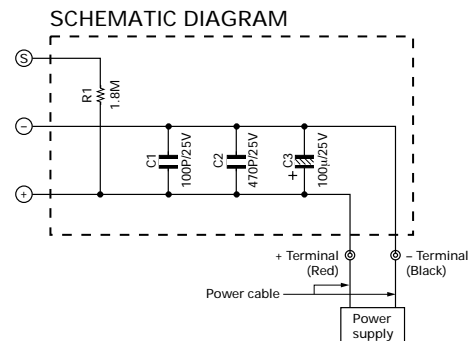 SCHEMATIC DIAGRAM
S
R1
1.8M
–
C1
100P/25V
C2
470P/25V
C3
100µ/25V
+
+
+ Terminal
(Red)
– Terminal
(Black)
Power cable
Power
supply